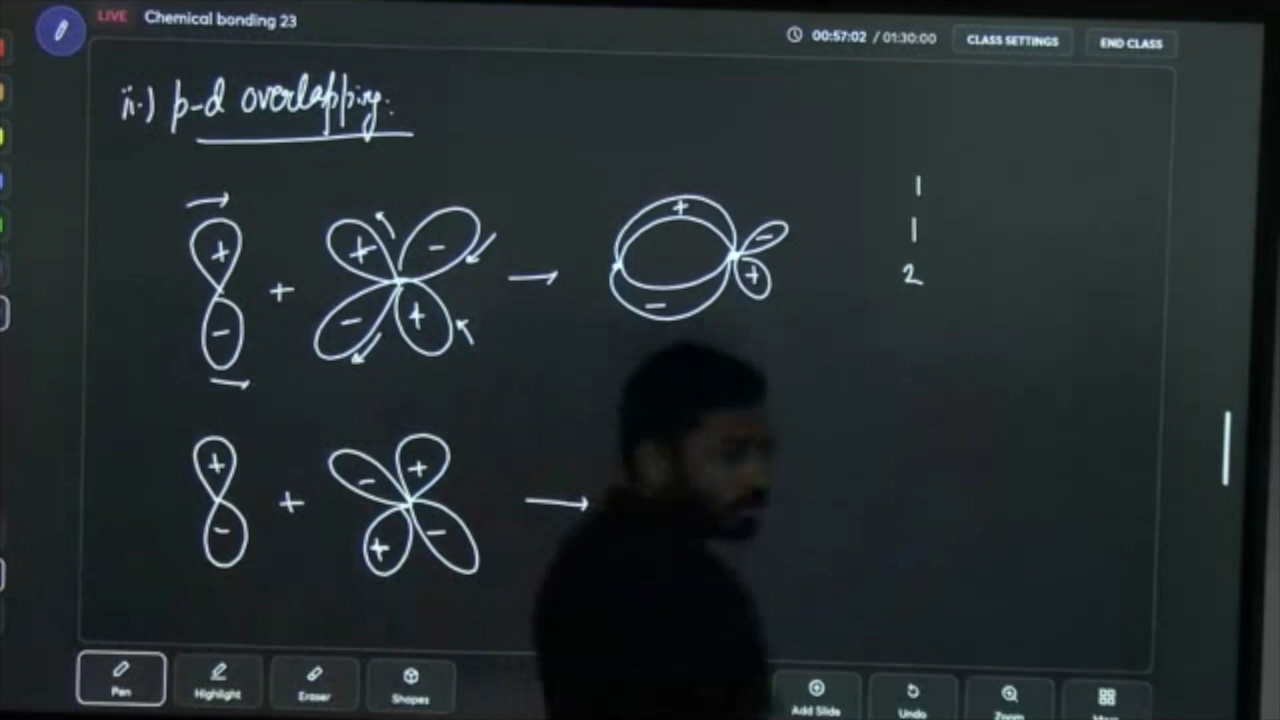 LIVE Chemical bonding 23
00:57:02 / 01:30:00 CLASS SETTINGS END CLASS
ii.) p-d overlapping:
+ + - → + - 1
+ 1
- - + - + 2
+ - +
+ →
- + -
Pen Highlight Eraser Shapes Add Slide Undo Zoom